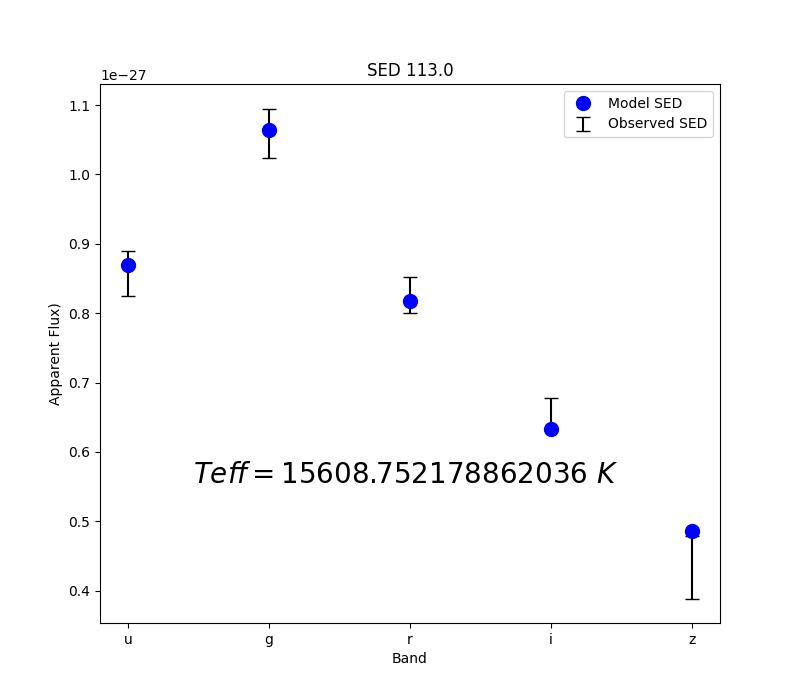 SED 113.0
1e−27
Model SED
Observed SED
1.1
1.0
0.9
0.8
0.7
0.6
0.5
0.4
Apparent Flux)
Teff = 15608.752178862036 K
u g r i z
Band